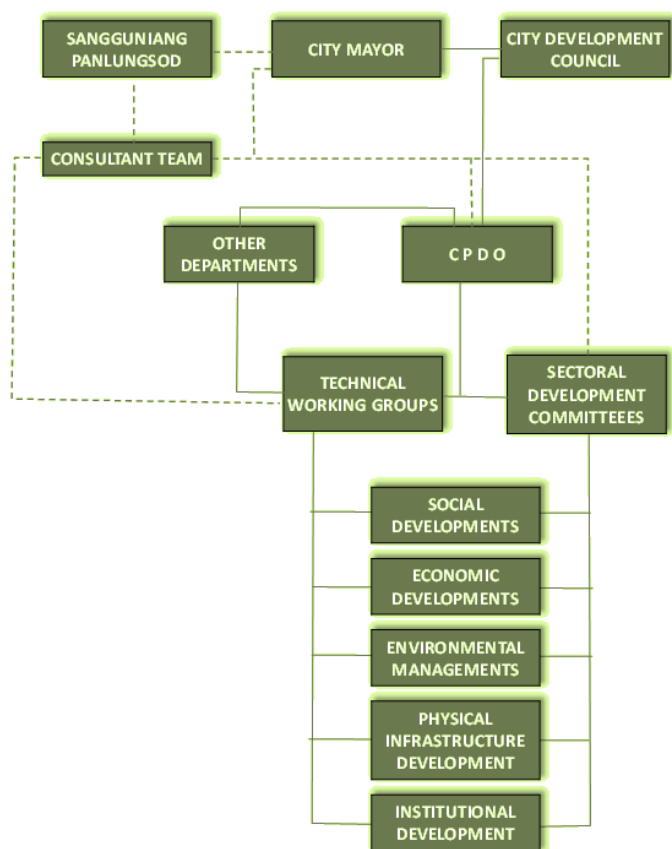 SANGGUNIANG
PANLUNGSOD
CITY MAYOR
CITY DEVELOPMENT
COUNCIL
CONSULTANT TEAM
OTHER
DEPARTMENTS
C P D O
TECHNICAL
WORKING GROUPS
SECTORAL
DEVELOPMENT
COMMITTEEES
SOCIAL
DEVELOPMENTS
ECONOMIC
DEVELOPMENTS
ENVIRONMENTAL
MANAGEMENTS
PHYSICAL
INFRASTRUCTURE
DEVELOPMENT
INSTITUTIONAL
DEVELOPMENT